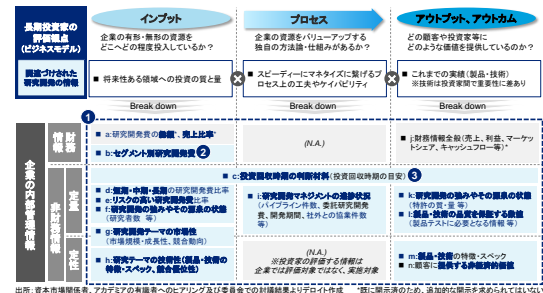 長期投資家の
評価観点
(ビジネスモデル)
インプット
プロセス
アウトプット、アウトカム
企業の有形・無形の資源を
どこへどの程度投入しているか?
企業の資源をバリューアップする
独自の方法論・仕組みがあるか?
どの顧客や投資家等に
どのような価値を提供しているのか?
関連づけされた
研究開発の情報
■ 将来性ある領域への投資の質と量
■ スピーディーにマネタイズに繋げるプ
ロセス上の工夫やケイパビリティ
■ これまでの実績(製品・技術)
※技術は投資家間で重要性に差あり
Break down
Break down
Break down
1
企業の内部管理情報
財務
情報
■ a:研究開発費の総額*、売上比率*
■ b:セグメント別研究開発費 2
(N.A.)
■ j:財務情報全般(売上、利益、マーケッ
トシェア、キャッシュフロー等)*
■ c:投資回収時期の判断材料(投資回収時期の目安) 3
非財務情報
定量
■ d:短期・中期・長期の研究開発費比率
■ e:リスクの高い研究開発費比率
■ f:研究開発の強みやその源泉の状態
(研究者数 等)
■ g:研究開発テーマの市場性
(市場規模・成長性、競合動向)
■ i:研究開発マネジメントの進捗状況
(パイプライン件数、委託研究開発
費、開発期間、社外との協業件数
等)
■ k:研究開発の強みやその源泉の状態
(特許の質・量 等)
■ l:製品・技術の品質を保証する数値
(製品テストに必要となる情報 等)
定性
■ h:研究テーマの技術性(製品・技術の
特徴・スペック、競合優位性)
(N.A.)
※投資家の評価する情報は
企業では評価対象ではなく、実施対象
■ m:製品・技術の特徴・スペック
■ n:顧客に提供する非経済的価値
出所:資本市場関係者、アカデミアの有識者へのヒアリング及び委員会での討議結果よりデロイト作成
*既に開示済のため、追加的な開示を求められてはいない